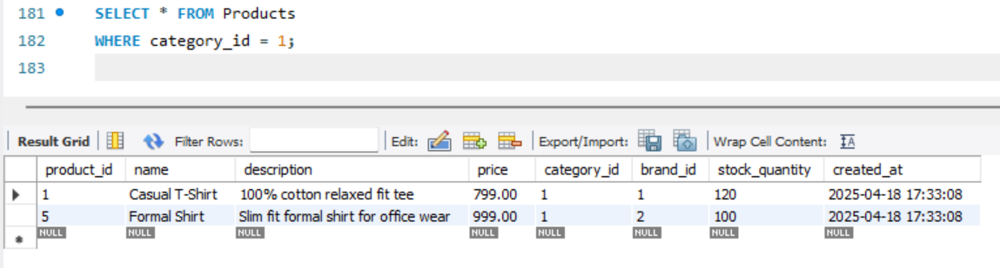 181 SELECT * FROM Products
182 WHERE category_id = 1;
183
Result Grid Filter Rows: Edit: Export/Import: Wrap Cell Content: IA
product_id name description price category_id brand_id stock_quantity created_at
1 Casual T-Shirt 100% cotton relaxed fit tee 799.00 1 1 120 2025-04-18 17:33:08
5 Formal Shirt Slim fit formal shirt for office wear 999.00 1 2 100 2025-04-18 17:33:08
NULL NULL NULL NULL NULL NULL NULL NULL